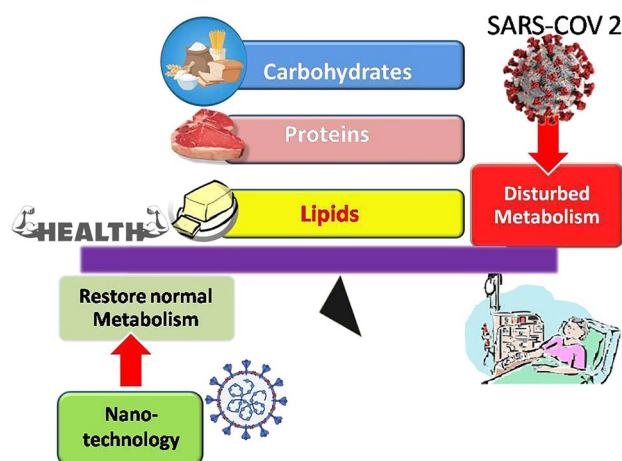 SARS-COV 2
Carbohydrates
Proteins
Disturbed
Metabolism
Lipids
HEALTH
Restore normal
Metabolism
Nano-
technology